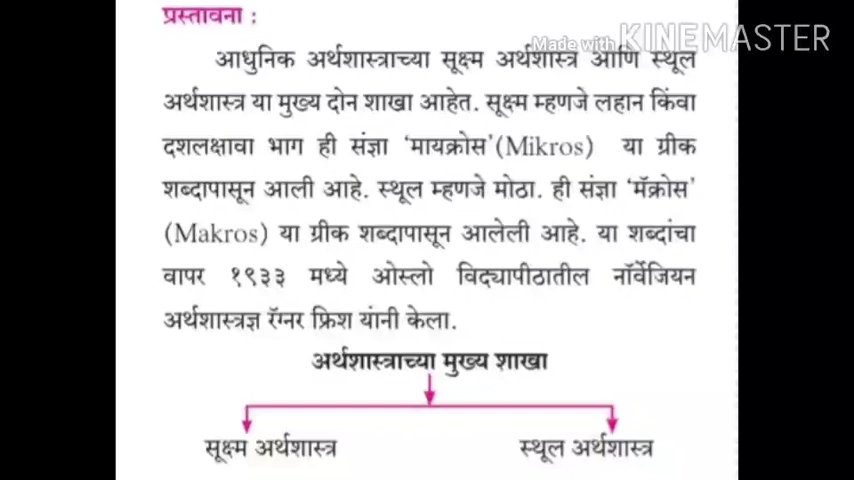 प्रस्तावना :
Made with KINEMASTER
आधुनिक अर्थशास्त्राच्या सूक्ष्म अर्थशास्त्र आणि स्थूल
अर्थशास्त्र या मुख्य दोन शाखा आहेत. सूक्ष्म म्हणजे लहान किंवा
दशलक्षावा भाग ही संज्ञा ‘मायक्रोस’(Mikros) या ग्रीक
शब्दापासून आली आहे. स्थूल म्हणजे मोठा. ही संज्ञा ‘मॅक्रोस’
(Makros) या ग्रीक शब्दापासून आलेली आहे. या शब्दांचा
वापर १९३३ मध्ये ओस्लो विद्यापीठातील नॉर्वेजियन
अर्थशास्त्रज्ञ रॅग्नर फ्रिश यांनी केला.
अर्थशास्त्राच्या मुख्य शाखा
सूक्ष्म अर्थशास्त्र स्थूल अर्थशास्त्र